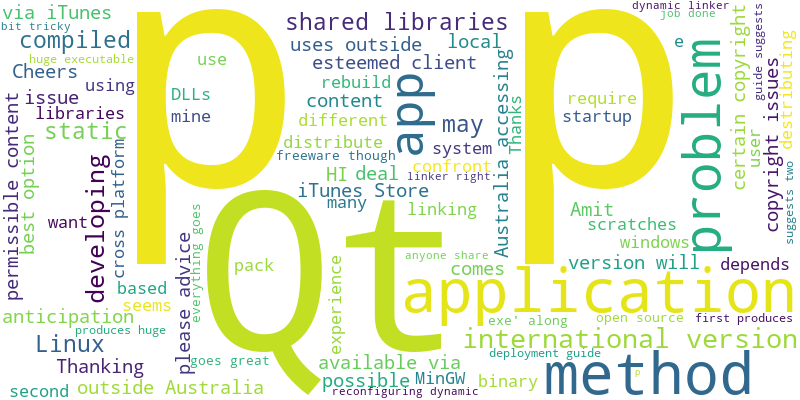 p
p
Qt
application
method
problem
app
developing
international version
shared libraries
static
Linux
compiled
via iTunes
bit tricky
huge executable
Cheers
using
issue
libraries
permissible content
best option
want
cross platform
based
seems
anticipation
produces huge
Thanking
second
outside Australia
please advice
everything goes
goes great
DLLs
use
mine
pack
uses outside
local
esteemed client
rebuild
content
may
different
system
distribute
freeware though
confront
HI
deal
linker right
iTunes Store
many
linking
anyone share
comes
experience
available via
possible
MinGW
binary
reconfiguring dynamic
deployment guide
exe' along
open source
first produces
Australia accessing
Thanks
e
require
startup
Amit
scratches
windows
version will
depends
dynamic linker
job done
certain copyright
user
guide suggests
copyright issues
destributing
suggests two
p